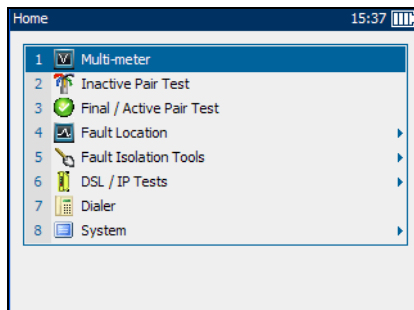 Home 15:37
1 Multi-meter
2 Inactive Pair Test
3 Final / Active Pair Test
4 Fault Location
5 Fault Isolation Tools
6 DSL / IP Tests
7 Dialer
8 System